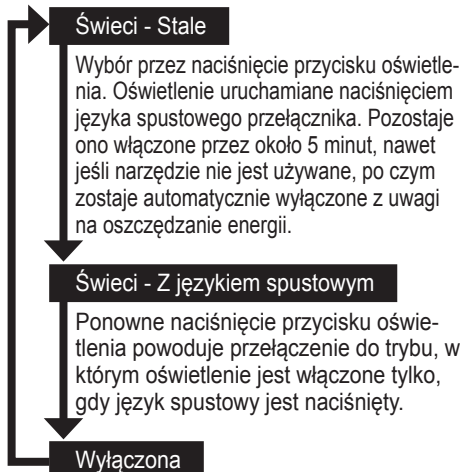 Świeci - Stale
Wybór przez naciśnięcie przycisku oświetle-
nia. Oświetlenie uruchamiane naciśnięciem
języka spustowego przełącznika. Pozostaje
ono włączone przez około 5 minut, nawet
jeśli narzędzie nie jest używane, po czym
zostaje automatycznie wyłączone z uwagi
na oszczędzanie energii.
Świeci - Z językiem spustowym
Ponowne naciśnięcie przycisku oświe-
tlenia powoduje przełączenie do trybu, w
którym oświetlenie jest włączone tylko,
gdy język spustowy jest naciśnięty.
Wyłączona